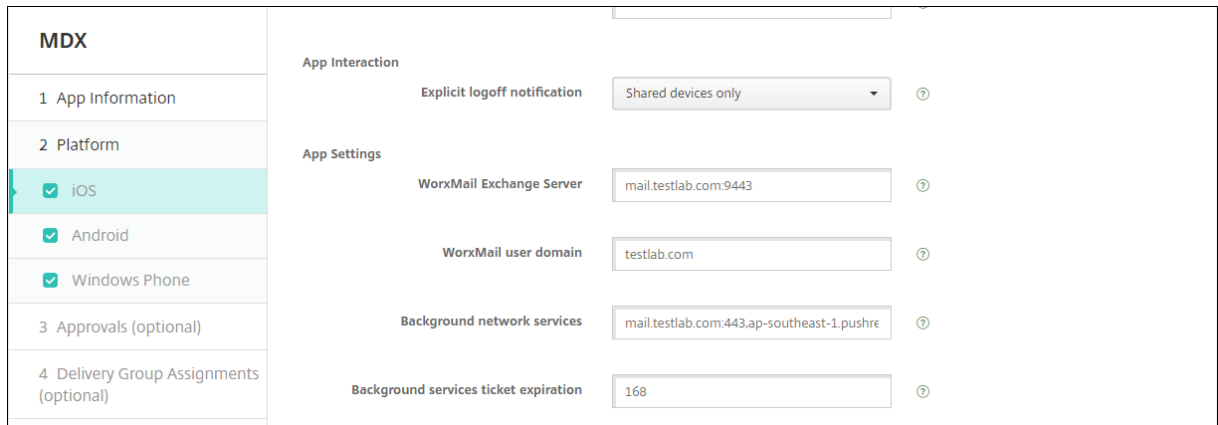 MDX
1 App Information
2 Platform
iOS
Android
Windows Phone
3 Approvals (optional)
4 Delivery Group Assignments
(optional)
App Interaction
Explicit logoff notification
Shared devices only
App Settings
WorxMail Exchange Server
mail.testlab.com:9443
WorxMail user domain
testlab.com
Background network services
mail.testlab.com:443,ap-southeast-1.pushre
Background services ticket expiration
168